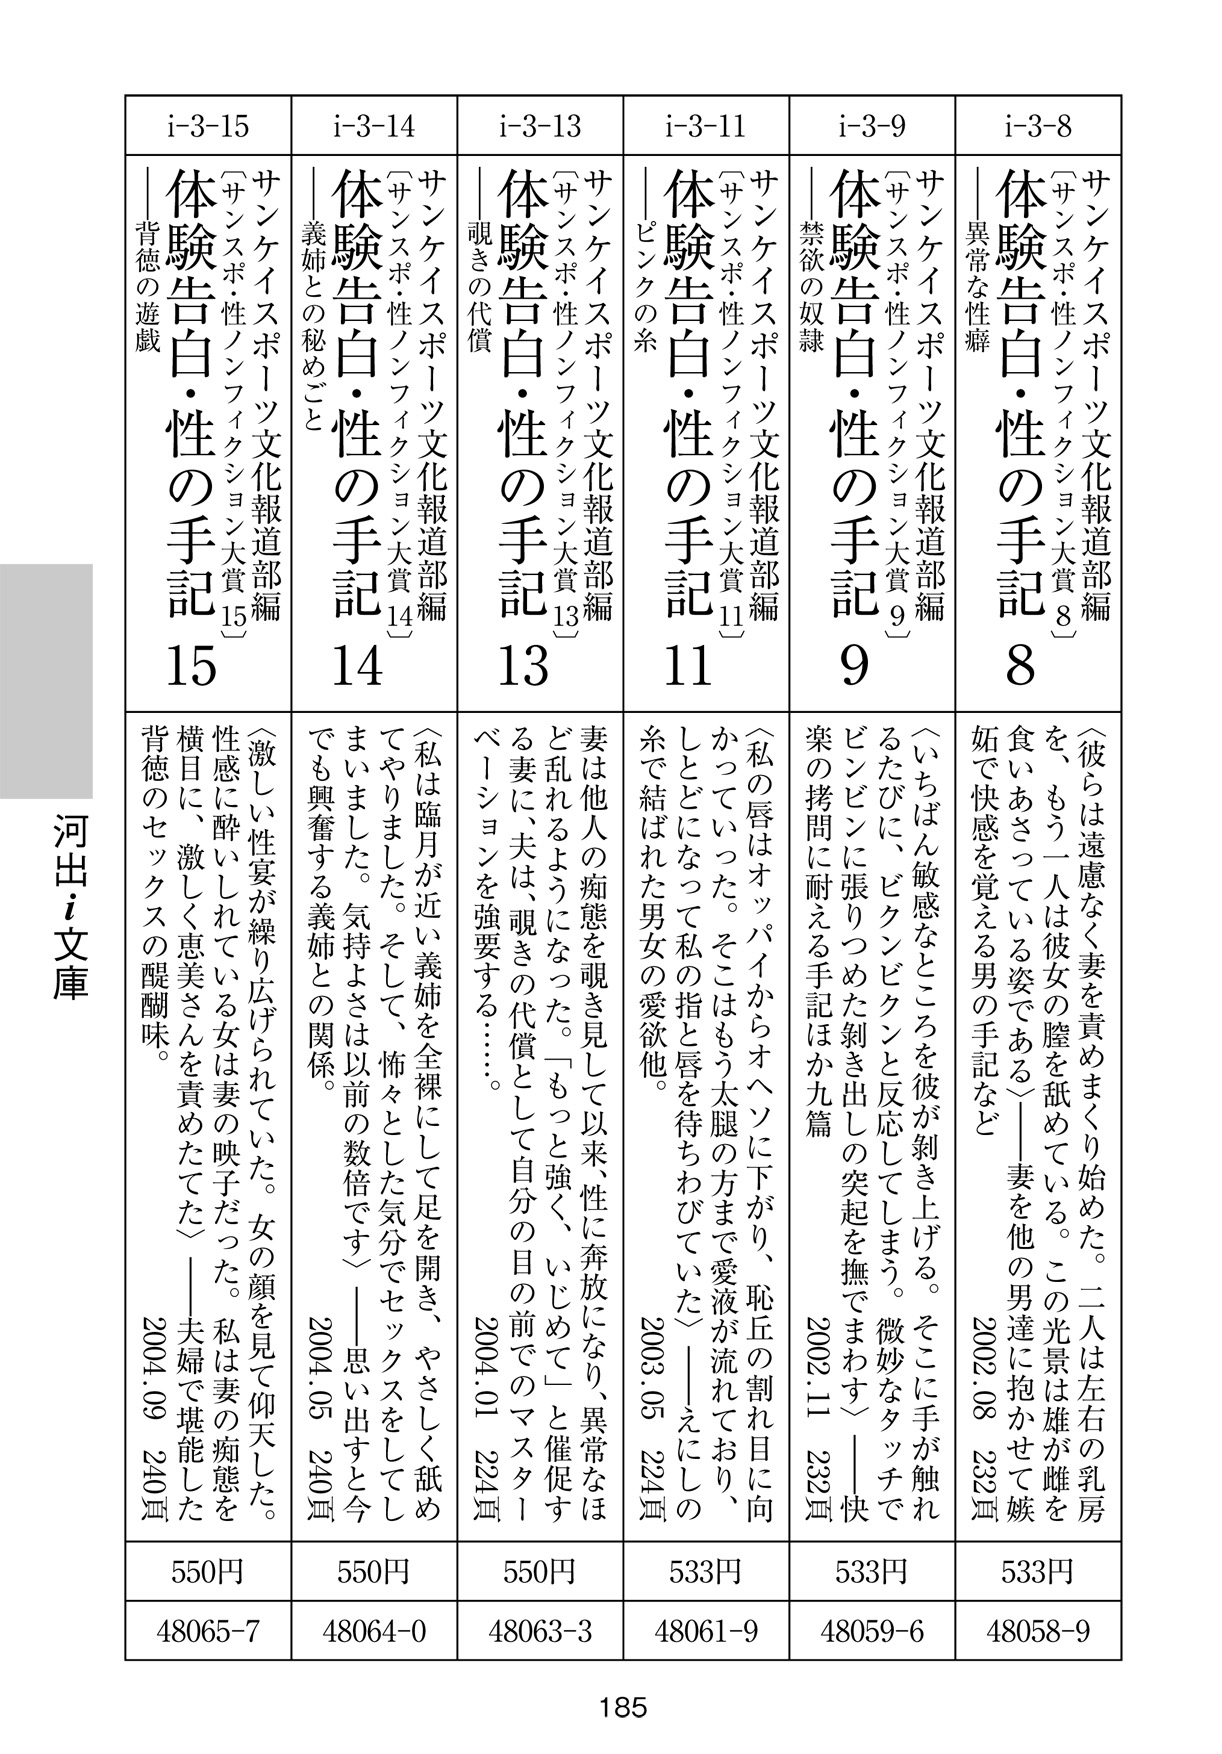 i-3-8
サンケイスポーツ文化報道部編
〔サンスポ・性ノンフィクション大賞8〕
体験告白・性の手記 8
――異常な性癖
〈彼らは遠慮なく妻を責めまくり始めた。二人は左右の乳房
を、もう一人は彼女の膣を舐めている。この光景は雄が雌を
食いあさっている姿である〉――妻を他の男達に抱かせて嫉
妬で快感を覚える男の手記など
2002.08 232頁
533円
48058-9
i-3-9
サンケイスポーツ文化報道部編
〔サンスポ・性ノンフィクション大賞9〕
体験告白・性の手記 9
――禁欲の奴隷
〈いちばん敏感なところを彼が剝き上げる。そこに手が触れ
るたびに、ビクンビクンと反応してしまう。微妙なタッチで
ビンビンに張りつめた剝き出しの突起を撫でまわす〉――快
楽の拷問に耐える手記ほか九篇
2002.11 232頁
533円
48059-6
i-3-11
サンケイスポーツ文化報道部編
〔サンスポ・性ノンフィクション大賞11〕
体験告白・性の手記 11
――ピンクの糸
〈私の唇はオッパイからオヘソに下がり、恥丘の割れ目に向
かっていった。そこはもう太腿の方まで愛液が流れており、
しとどになって私の指と唇を待ちわびていた〉――えにしの
糸で結ばれた男女の愛欲他。
2003.05 224頁
533円
48061-9
i-3-13
サンケイスポーツ文化報道部編
〔サンスポ・性ノンフィクション大賞13〕
体験告白・性の手記 13
――覗きの代償
妻は他人の痴態を覗き見して以来、性に奔放になり、異常なほ
ど乱れるようになった。「もっと強く、いじめて」と催促す
る妻に、夫は、覗きの代償として自分の目の前でのマスター
ベーションを強要する……。
2004.01 224頁
550円
48063-3
i-3-14
サンケイスポーツ文化報道部編
〔サンスポ・性ノンフィクション大賞14〕
体験告白・性の手記 14
――義姉との秘めごと
〈私は臨月が近い義姉を全裸にして足を開き、やさしく舐め
てやりました。そして、怖々とした気分でセックスをしてし
まいました。気持よさは以前の数倍です〉――思い出すと今
でも興奮する義姉との関係。
2004.05 240頁
550円
48064-0
i-3-15
サンケイスポーツ文化報道部編
〔サンスポ・性ノンフィクション大賞15〕
体験告白・性の手記 15
――背徳の遊戯
〈激しい性宴が繰り広げられていた。女の顔を見て仰天した。
性感に酔いしれている女は妻の映子だった。私は妻の痴態を
横目に、激しく恵美さんを責めたてた〉――夫婦で堪能した
背徳のセックスの醍醐味。
2004.09 240頁
550円
48065-7
河出i文庫
185